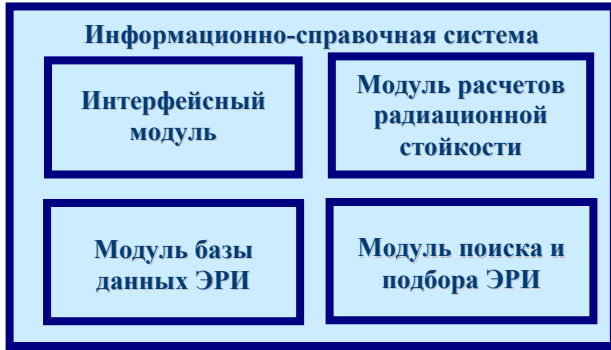 Информационно-справочная система
Интерфейсный
модуль
Модуль расчетов
радиационной
стойкости
Модуль базы
данных ЭРИ
Модуль поиска и
подбора ЭРИ